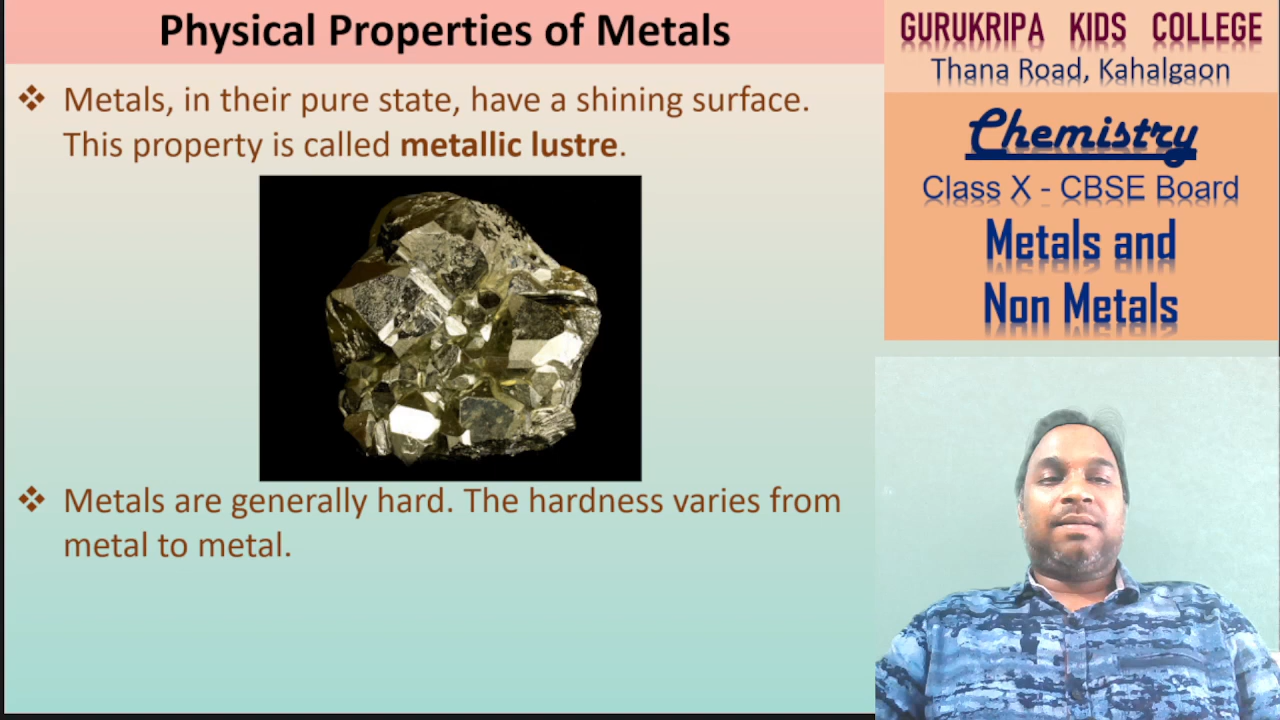 Physical Properties of Metals
❖ Metals, in their pure state, have a shining surface.
This property is called metallic lustre.
❖ Metals are generally hard. The hardness varies from
metal to metal.
GURUKRIPA KIDS COLLEGE
Thana Road, Kahalgaon
Chemistry
Class X - CBSE Board
Metals and
Non Metals